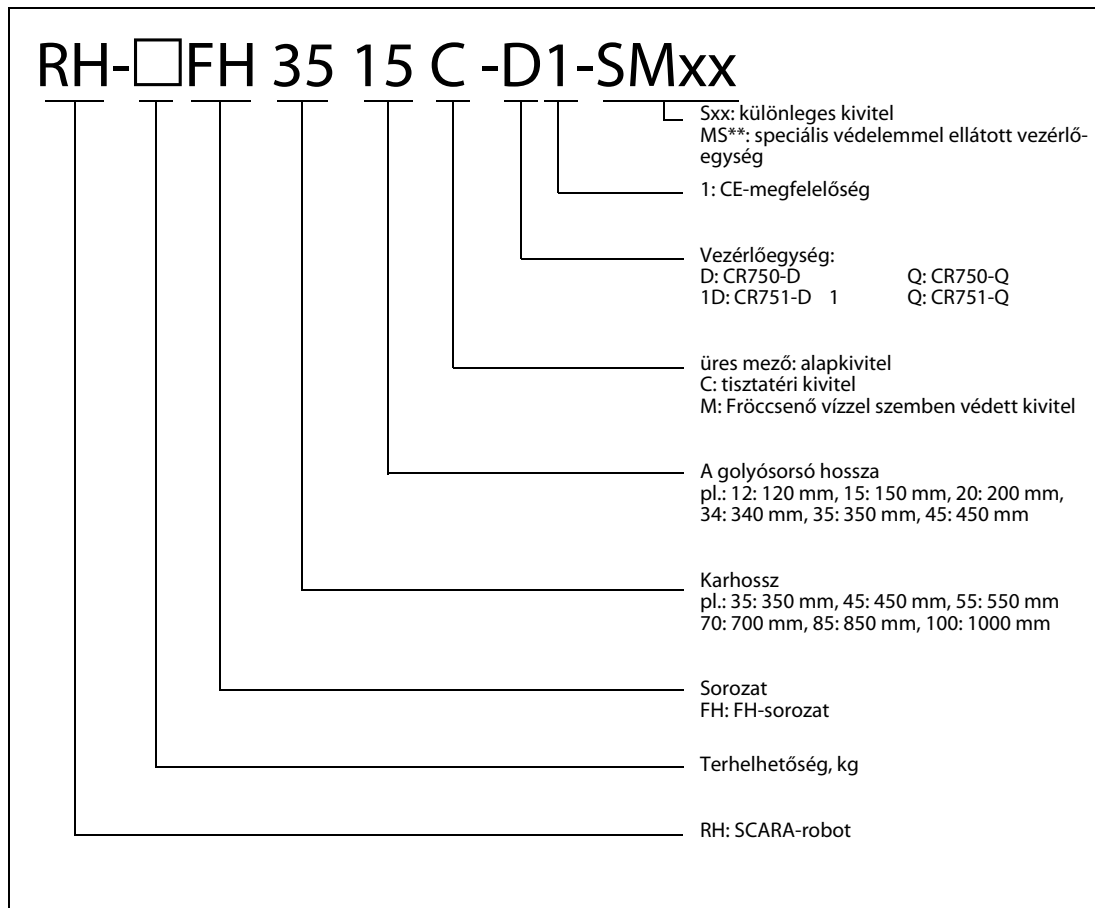 RH-□FH 35 15 C -D1-SMxx
Sxx: különleges kivitel
MS**: speciális védelemmel ellátott vezérlő-
egység
1: CE-megfelelőség
Vezérlőegység:
D: CR750-D Q: CR750-Q
1D: CR751-D 1 Q: CR751-Q
üres mező: alapkivitel
C: tisztatéri kivitel
M: Fröccsenő vízzel szemben védett kivitel
A golyósorsó hossza
pl.: 12: 120 mm, 15: 150 mm, 20: 200 mm,
34: 340 mm, 35: 350 mm, 45: 450 mm
Karhossz
pl.: 35: 350 mm, 45: 450 mm, 55: 550 mm
70: 700 mm, 85: 850 mm, 100: 1000 mm
Sorozat
FH: FH-sorozat
Terhelhetőség, kg
RH: SCARA-robot